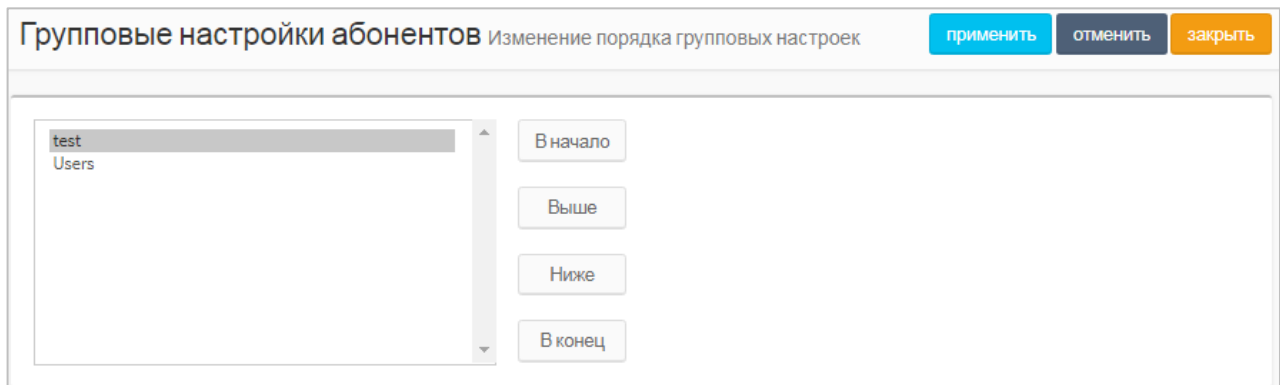 Групповые настройки абонентов Изменение порядка групповых настроек применить отменить закрыть
test
Users
В начало
Выше
Ниже
В конец